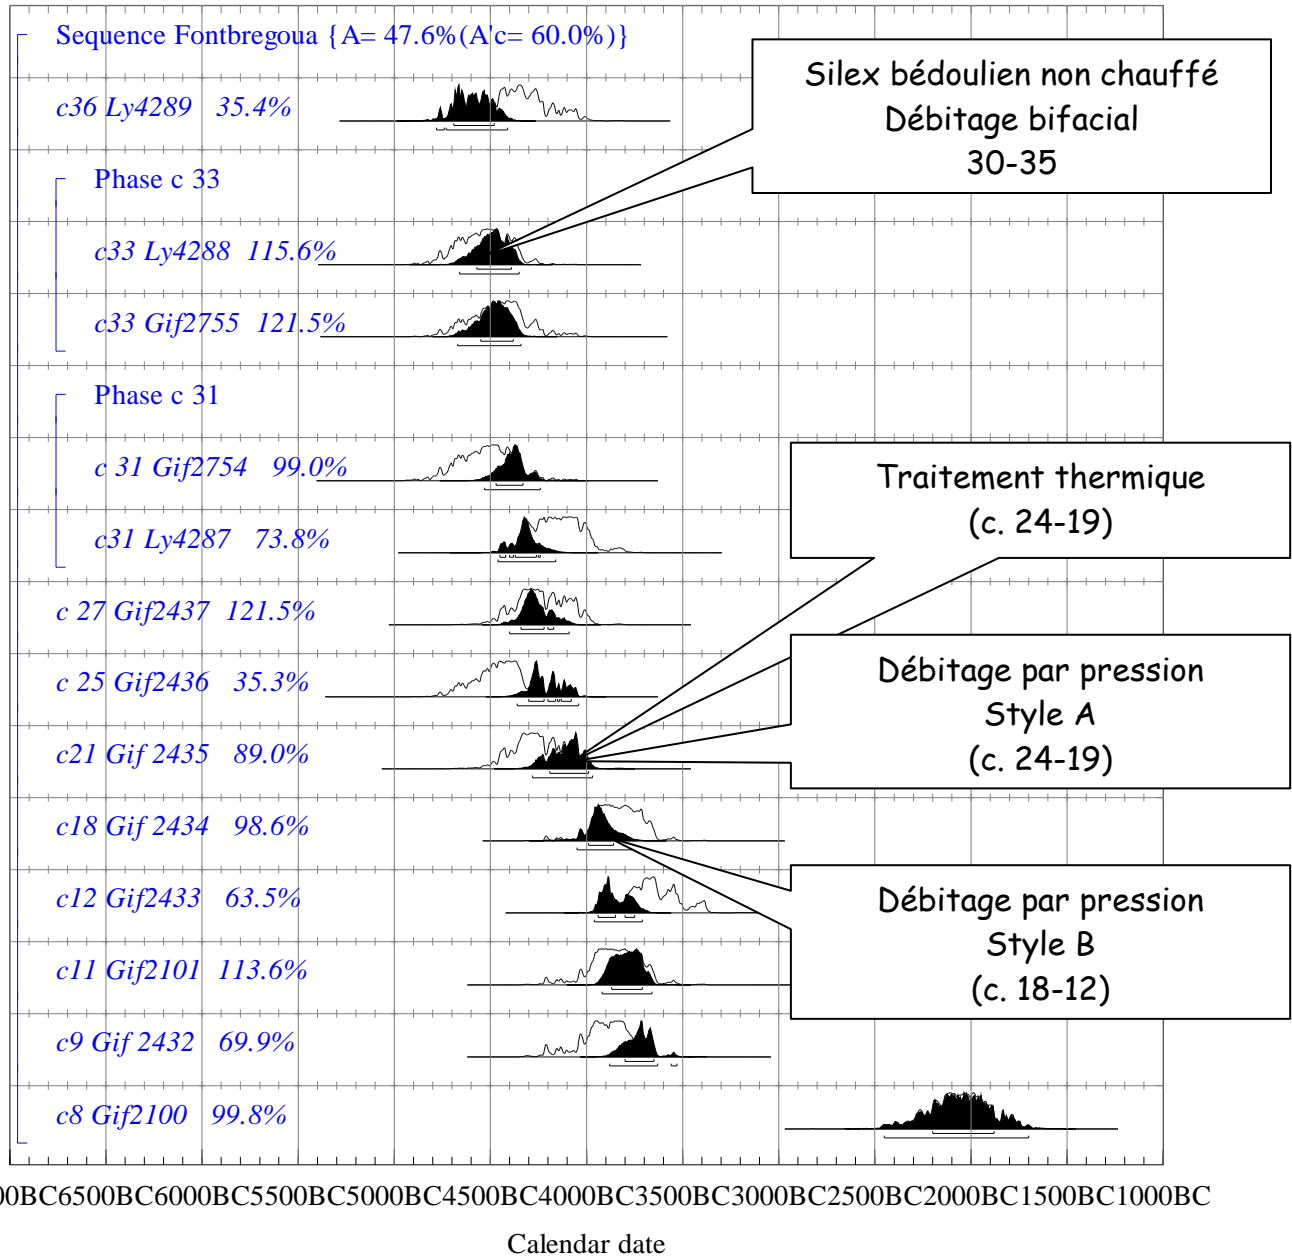 Sequence Fontbregoua {A= 47.6%(A'c= 60.0%)}
Silex bédoulien non chauffé
Débitage bifacial
30-35
c36 Ly4289 35.4%
Phase c 33
c33 Ly4288 115.6%
c33 Gif2755 121.5%
Phase c 31
c 31 Gif2754 99.0%
Traitement thermique
(c. 24-19)
c31 Ly4287 73.8%
c 27 Gif2437 121.5%
c 25 Gif2436 35.3%
Débitage par pression
Style A
(c. 24-19)
c21 Gif 2435 89.0%
c18 Gif 2434 98.6%
c12 Gif2433 63.5%
Débitage par pression
Style B
(c. 18-12)
c11 Gif2101 113.6%
c9 Gif 2432 69.9%
c8 Gif2100 99.8%
00BC6500BC6000BC5500BC5000BC4500BC4000BC3500BC3000BC2500BC2000BC1500BC1000BC
Calendar date